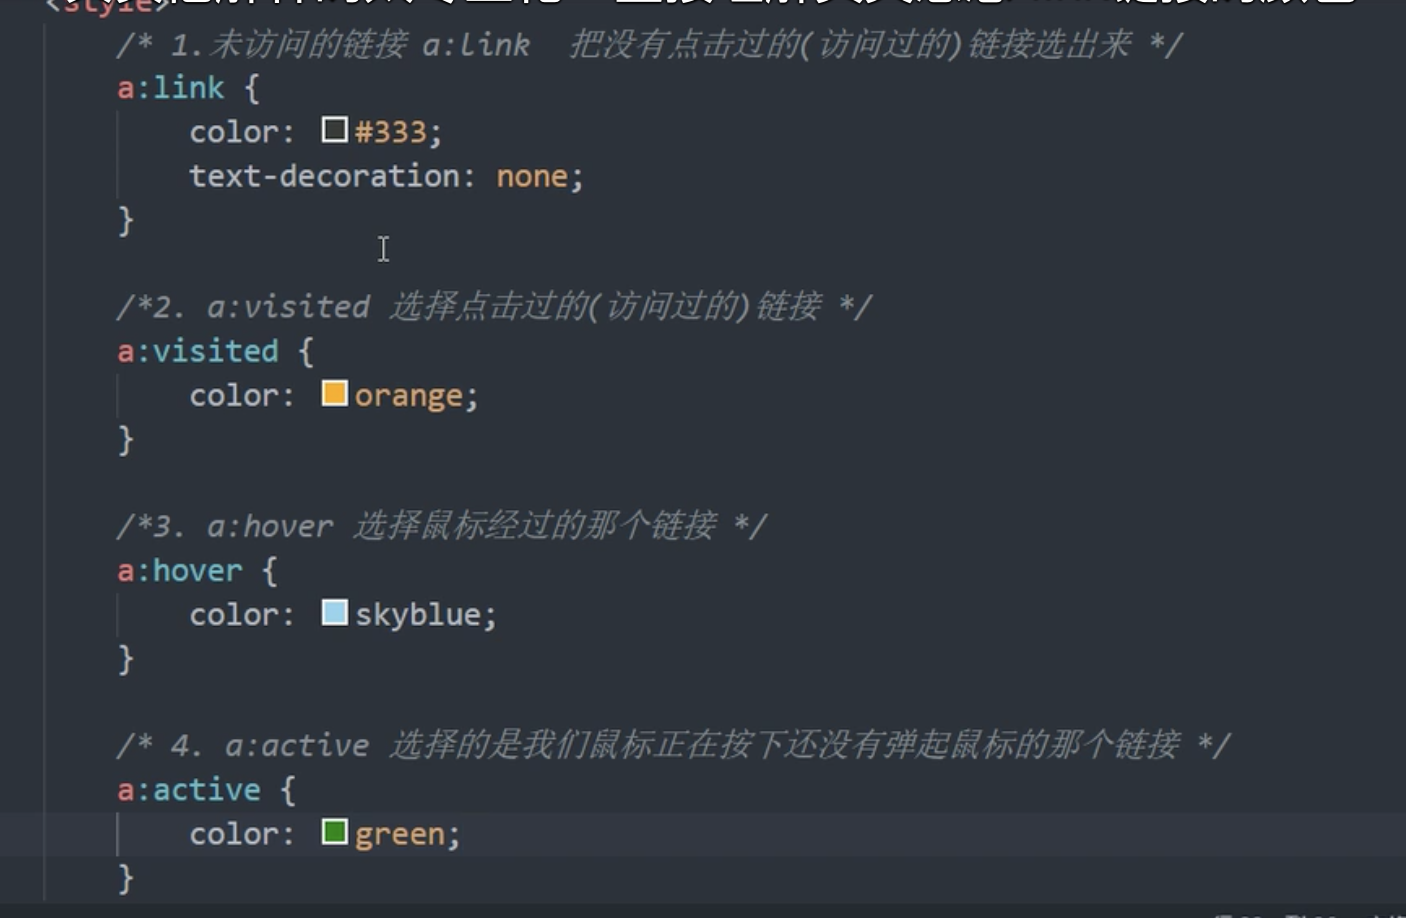 <style>
/* 1.未访问的链接 a:link  把没有点击过的(访问过的)链接选出来 */
a:link {
color: #333;
text-decoration: none;
}
/*2. a:visited 选择点击过的(访问过的)链接 */
a:visited {
color: orange;
}
/*3. a:hover 选择鼠标经过的那个链接 */
a:hover {
color: skyblue;
}
/* 4. a:active 选择的是我们鼠标正在按下还没有弹起鼠标的那个链接 */
a:active {
color: green;
}